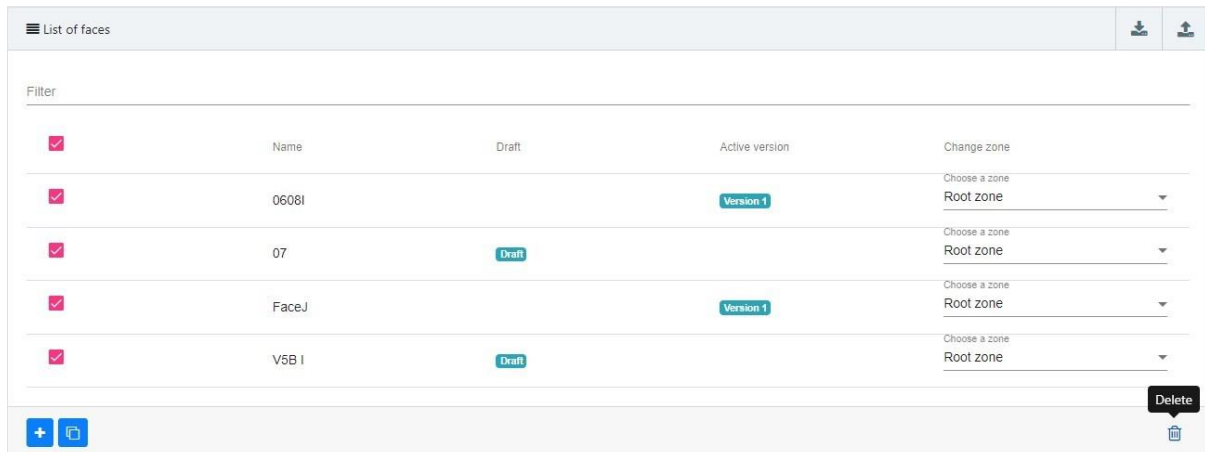 List of faces
Filter
Name Draft Active version Change zone
Choose a zone
0608I Version 1 Root zone
Choose a zone
07 Draft Root zone
Choose a zone
FaceJ Version 1 Root zone
Choose a zone
V5B I Draft Root zone
Delete